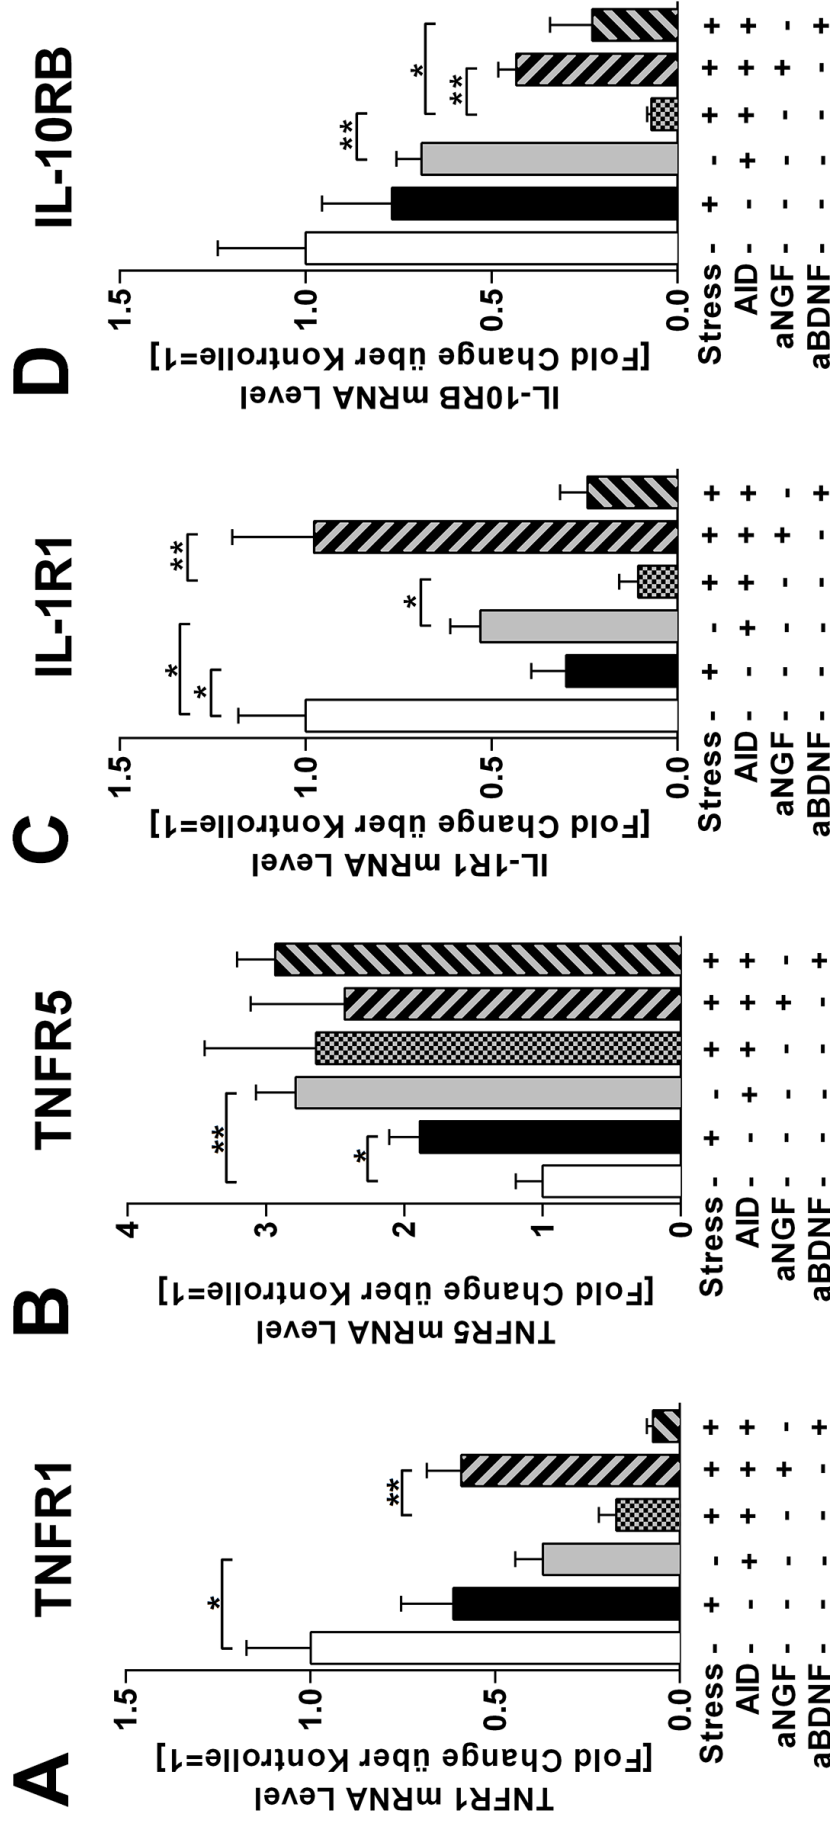 A
TNFR1
TNFR1 mRNA Level
[Fold Change über Kontrolle=1]
1.5
1.0
0.5
0.0
*
**
Stress - + - + + +
AID - - + + + +
aNGF - - - - + -
aBDNF - - - - - +
B
TNFR5
TNFR5 mRNA Level
[Fold Change über Kontrolle=1]
4
3
2
1
0
**
*
Stress - + - + + +
AID - - + + + +
aNGF - - - - + -
aBDNF - - - - - +
C
IL-1R1
IL-1R1 mRNA Level
[Fold Change über Kontrolle=1]
1.5
1.0
0.5
0.0
*
*
*
**
Stress - + - + + +
AID - - + + + +
aNGF - - - - + -
aBDNF - - - - - +
D
IL-10RB
IL-10RB mRNA Level
[Fold Change über Kontrolle=1]
1.5
1.0
0.5
0.0
**
*
**
Stress - + - + + +
AID - - + + + +
aNGF - - - - + -
aBDNF - - - - - +